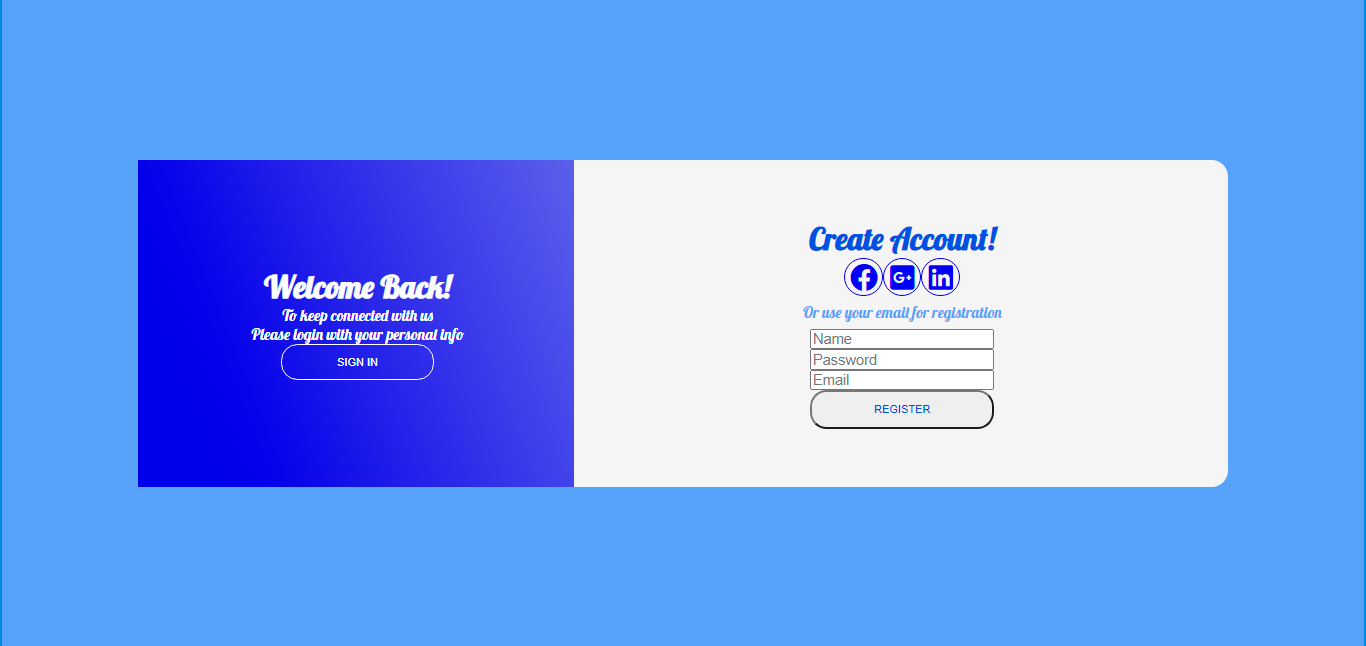 Welcome Back!
To keep connected with us
Please login with your personal info
SIGN IN
Create Account!
G+
in
Or use your email for registration
Name
Password
Email
REGISTER